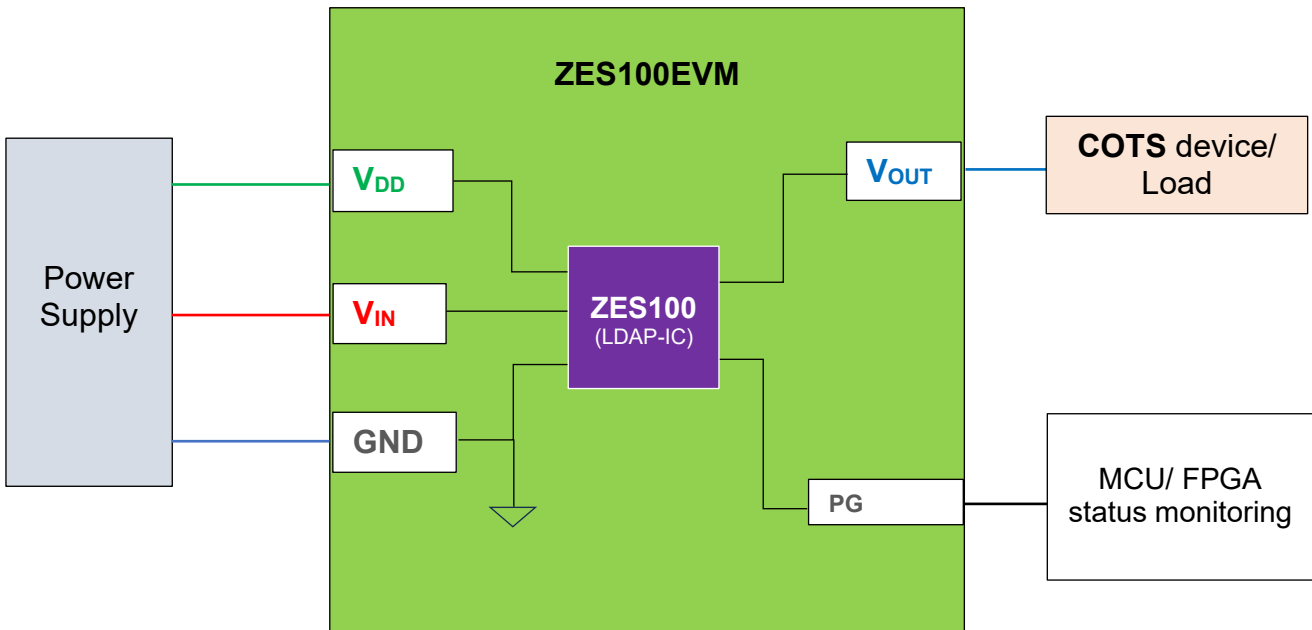 ZES100EVM
Power
Supply
VDD
VIN
GND
ZES100
(LDAP-IC)
VOUT
PG
COTS device/
Load
MCU/ FPGA
status monitoring